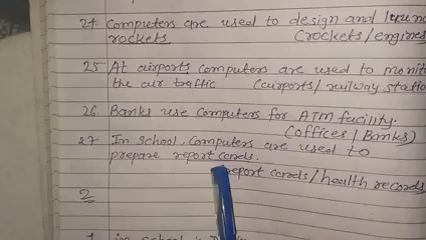 24 Computers are used to design and
rockets (rockets/engines
25 At airports computers are used to
the air traffic (airports/railway
26 Banks use Computers for ATM facility.
(offices/Banks)
27 In School, Computers are used to
prepare report cards.
report cards/health records
2